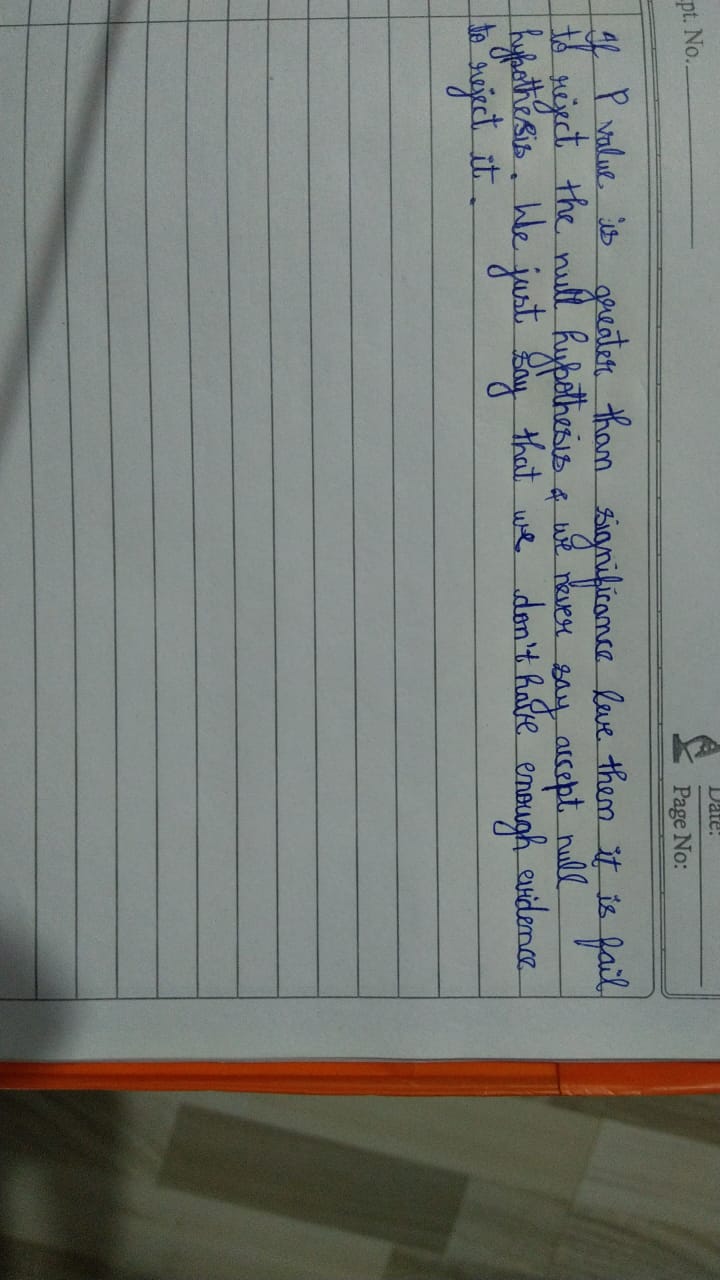 pt. No.
Date:
Page No:
If P value is greater than significance leve then it is fail
to reject the null hypothesis & we never say accept null
hypothesis. We just say that we don't have enough evidence
to reject it.